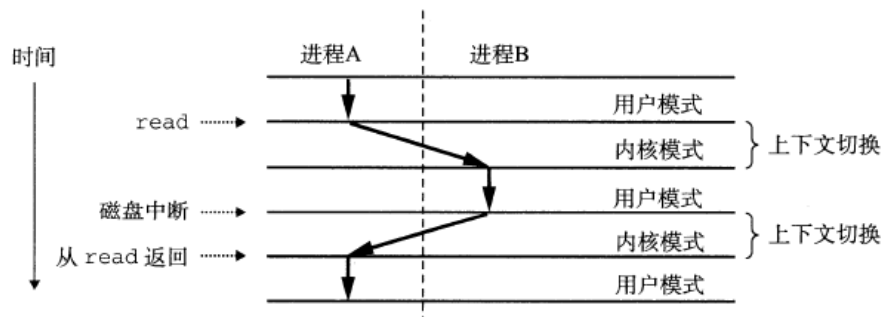 进程A 进程B
时间
用户模式
read
内核模式 上下文切换
用户模式
磁盘中断
内核模式 上下文切换
从 read 返回
用户模式